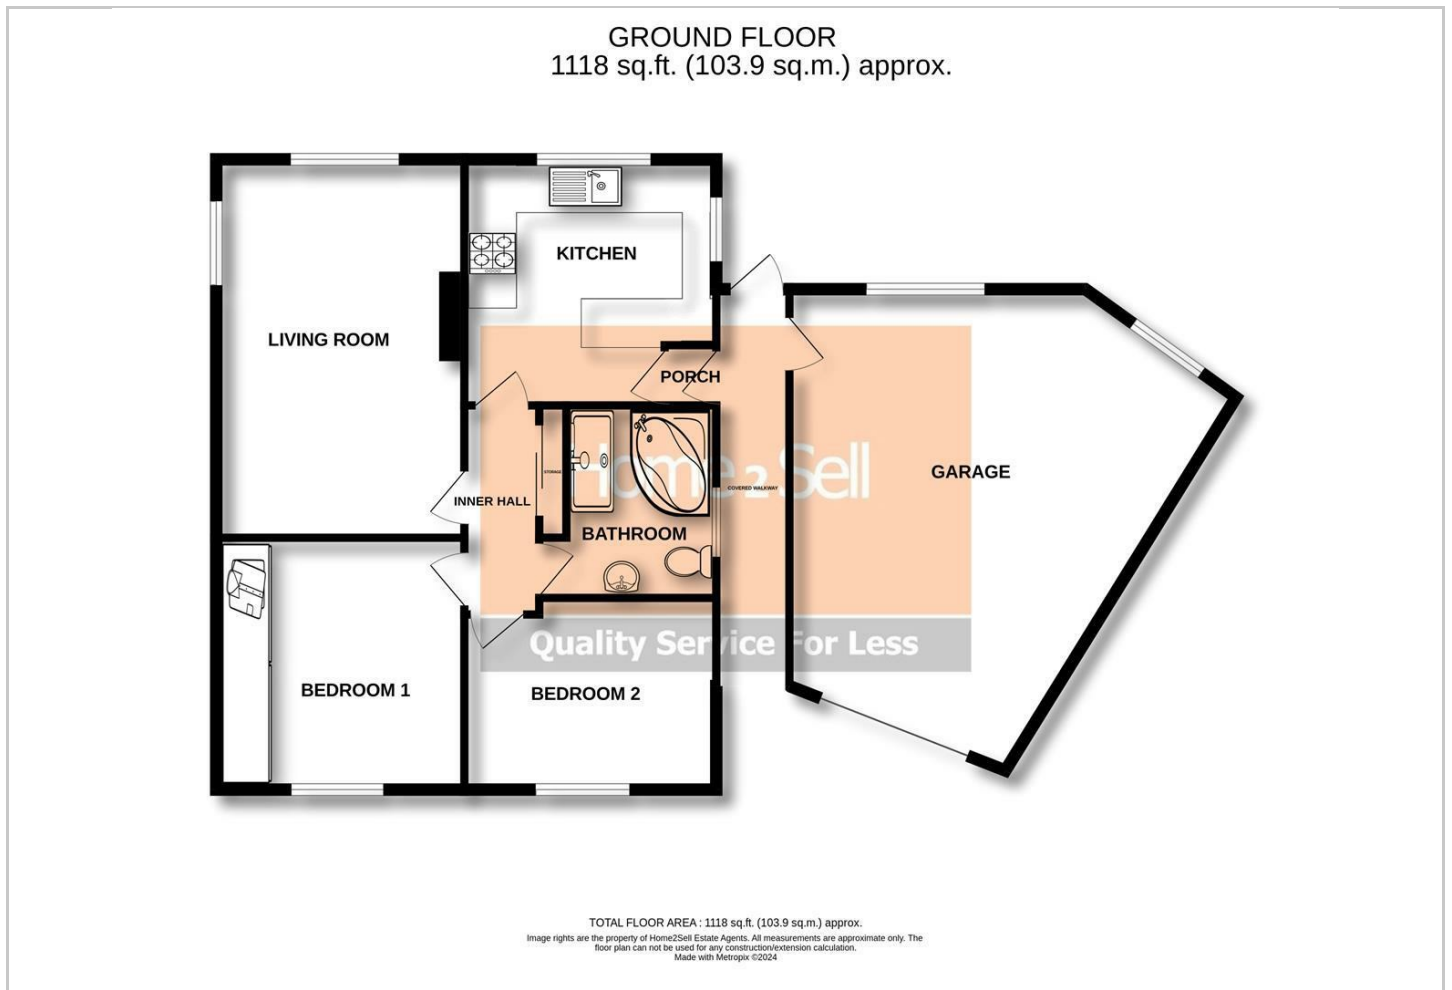 GROUND FLOOR
1118 sq.ft. (103.9 sq.m.) approx.
KITCHEN
LIVING ROOM
PORCH
GARAGE
STORAGE
Home2Sell
COVERED WALKWAY
INNER HALL
BATHROOM
Quality Service For Less
BEDROOM 1
BEDROOM 2
TOTAL FLOOR AREA : 1118 sq.ft. (103.9 sq.m.) approx.
Image rights are the property of Home2Sell Estate Agents. All measurements are approximate only. The
floor plan can not be used for any construction/extension calculation.
Made with Metropix ©2024